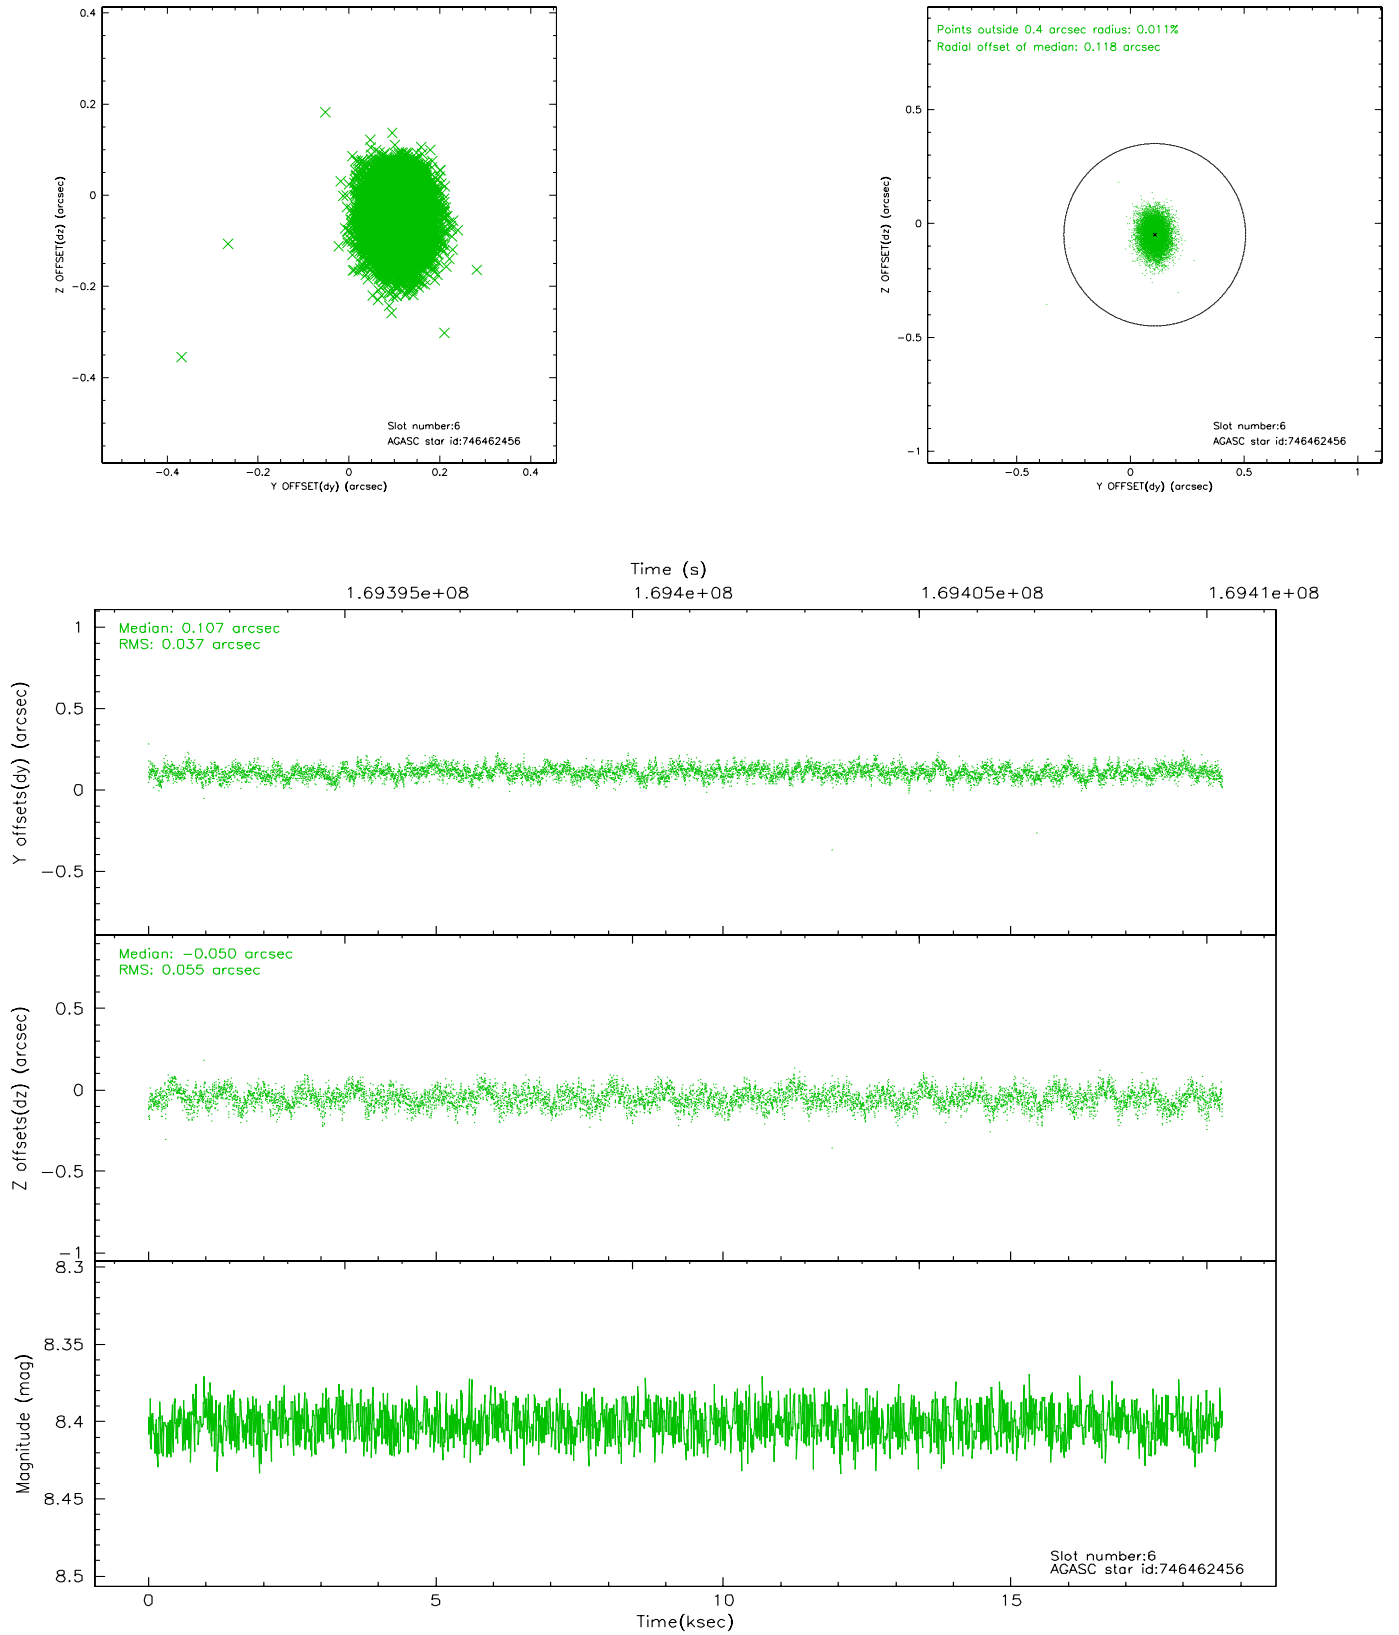 0.4
0.2
0
−0.2
−0.4
Z OFFSET(dz) (arcsec)
Slot number:6
AGASC star id:746462456
−0.4 −0.2 0 0.2 0.4
Y OFFSET(dy) (arcsec)
Points outside 0.4 arcsec radius: 0.011%
Radial offset of median: 0.118 arcsec
0.5
0
−0.5
−1
Z OFFSET(dz) (arcsec)
Slot number:6
AGASC star id:746462456
−0.5 0 0.5 1
Y OFFSET(dy) (arcsec)
Time (s)
1.69395e+08 1.694e+08 1.69405e+08 1.6941e+08
Median: 0.107 arcsec
RMS: 0.037 arcsec
1
0.5
0
−0.5
Y offsets(dy) (arcsec)
Median: −0.050 arcsec
RMS: 0.055 arcsec
0.5
0
−0.5
−1
Z offsets(dz) (arcsec)
8.3
8.35
8.4
8.45
8.5
Magnitude (mag)
Slot number:6
AGASC star id:746462456
0 5 10 15
Time(ksec)